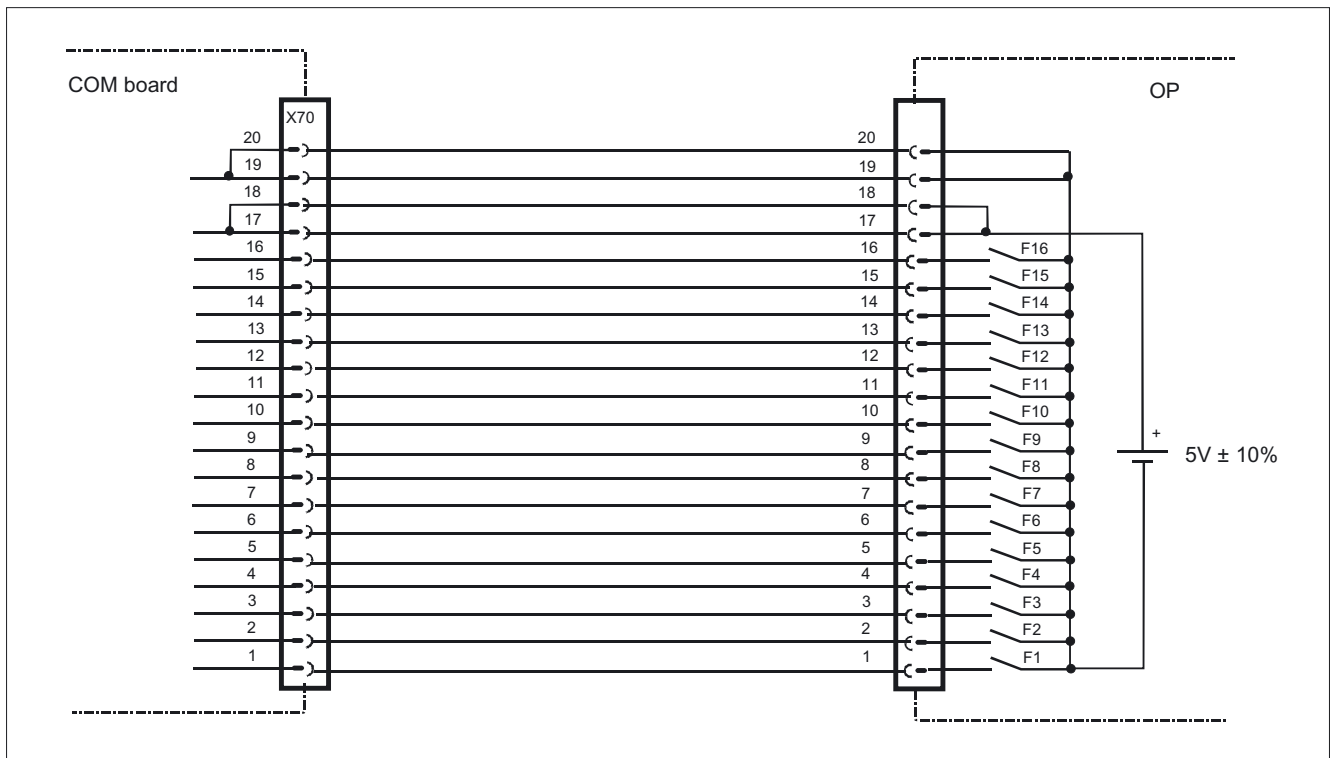 COM board
OP
X70
20 20
19 19
18 18
17 17
16 16 F16
15 15 F15
14 14 F14
13 13 F13
12 12 F12
11 11 F11
10 10 F10
9 9 F9
+
8 8 F8
5V ± 10%
7 7 F7
6 6 F6
5 5 F5
4 4 F4
3 3 F3
2 2 F2
1 1 F1